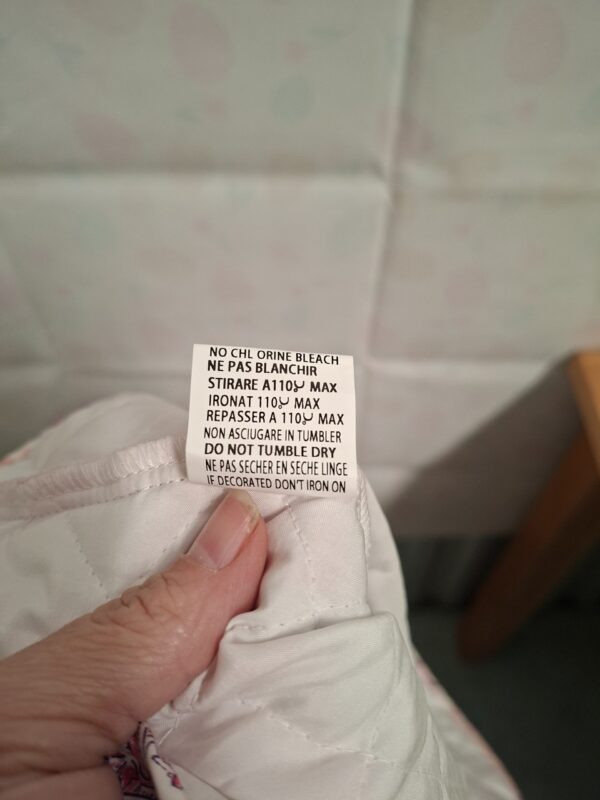 NO CHL ORINE BLEACH
NE PAS BLANCHIR
STIRARE A110 MAX
IRONAT 110 MAX
REPASSER A 110 MAX
NON ASCIUGARE IN TUMBLER
DO NOT TUMBLE DRY
NE PAS SECHER EN SECHE LINGE
IF DECORATED DON'T IRON ON